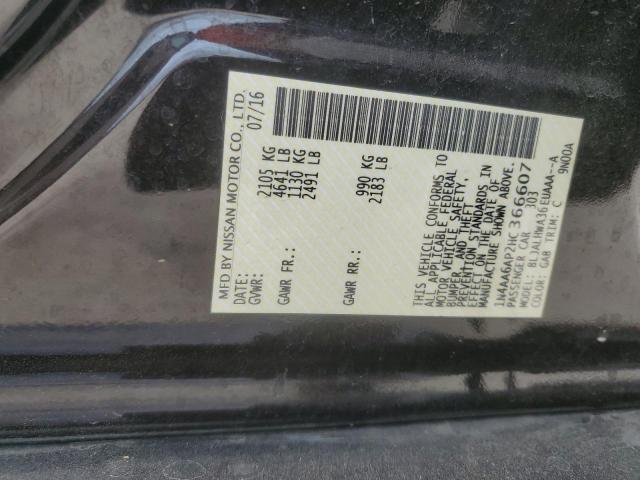 MFD BY NISSAN MOTOR CO., LTD.
DATE: 07/16
GVWR: 2105 KG
4641 LB
GAWR FR.: 1130 KG
2491 LB
GAWR RR.: 990 KG
2183 LB
THIS VEHICLE CONFORMS TO
ALL APPLICABLE FEDERAL
MOTOR VEHICLE SAFETY,
BUMPER, AND THEFT
PREVENTION STANDARDS IN
EFFECT ON THE DATE OF
MANUFACTURE SHOWN ABOVE.
1N4AA6AP2HC366607
PASSENGER CAR 303
MODEL: BLJALHWA36EUAAA--A
COLOR: GAB TRIM: C 9N00A